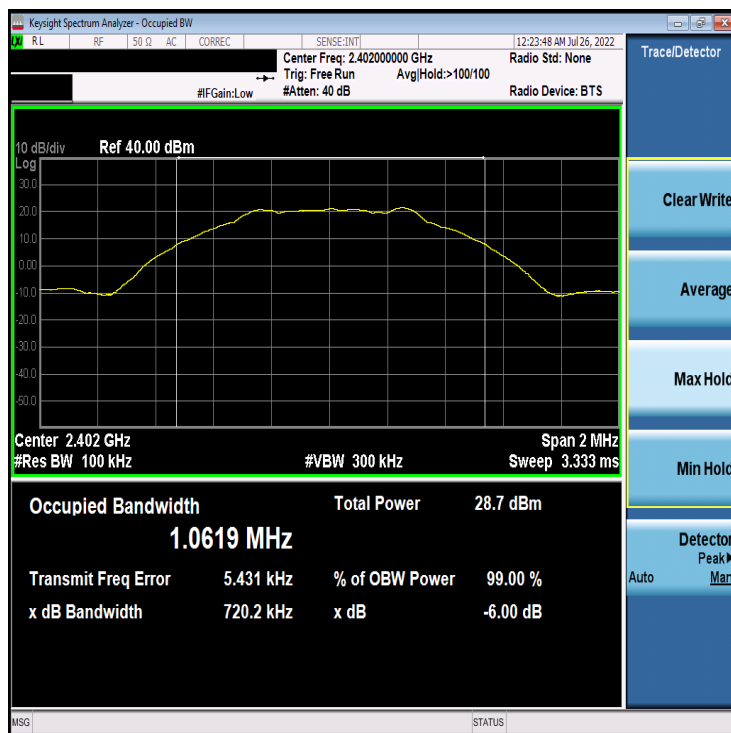 Keysight Spectrum Analyzer - Occupied BW
LXI RL RF 50 Ω AC CORREC SENSE:INT 12:23:48 AM Jul 26, 2022
Center Freq: 2.402000000 GHz Radio Std: None
Trig: Free Run Avg|Hold:>100/100
#IFGain:Low #Atten: 40 dB Radio Device: BTS
Trace/Detector
10 dB/div Ref 40.00 dBm
Log
30.0
20.0
10.0
0.00
-10.0
-20.0
-30.0
-40.0
-50.0
Center 2.402 GHz Span 2 MHz
#Res BW 100 kHz #VBW 300 kHz Sweep 3.333 ms
Occupied Bandwidth Total Power 28.7 dBm
1.0619 MHz
Transmit Freq Error 5.431 kHz % of OBW Power 99.00 %
x dB Bandwidth 720.2 kHz x dB -6.00 dB
Clear Write
Average
Max Hold
Min Hold
Detector
Peak▶
Auto Man
MSG STATUS